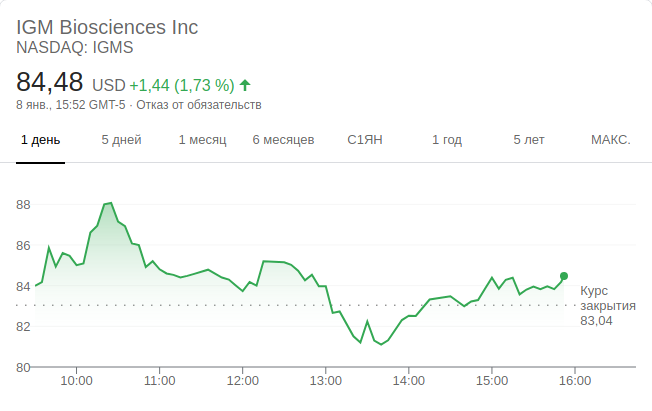 IGM Biosciences Inc
NASDAQ: IGMS
84,48 USD +1,44 (1,73 %)
8 янв., 15:52 GMT-5 · Отказ от обязательств
1 день 5 дней 1 месяц 6 месяцев С1ЯН 1 год 5 лет МАКС.
88
86
84
82
80
Курс
закрытия
83,04
10:00 11:00 12:00 13:00 14:00 15:00 16:00